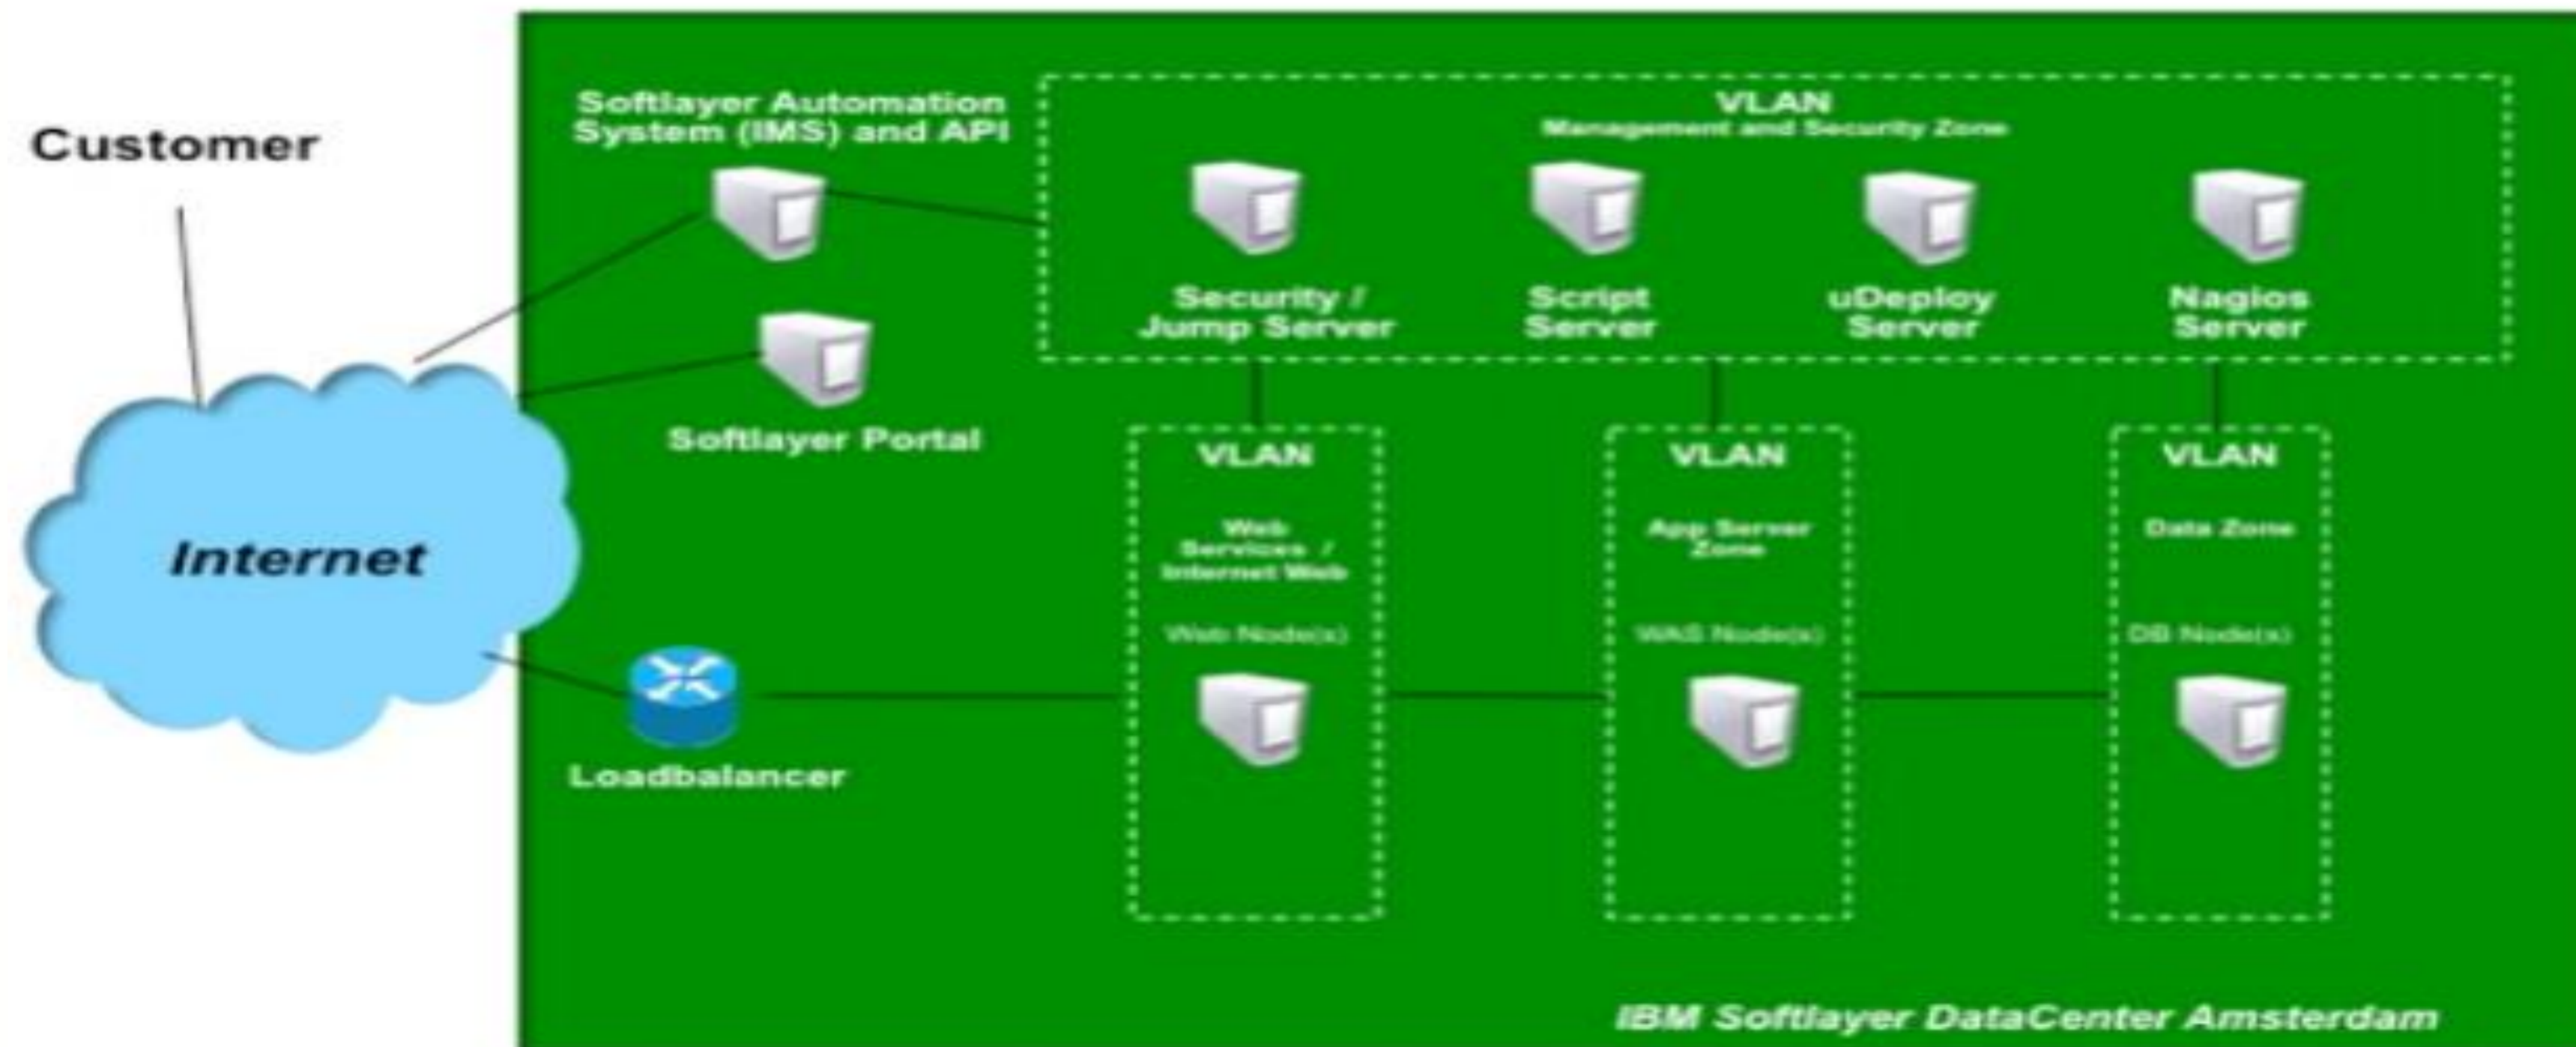 Customer
Softlayer Automation
System (IMS) and API
VLAN
Management and Security Zone
Security /
Jump Server
Script
Server
uDeploy
Server
Nagios
Server
Softlayer Portal
Internet
Loadbalancer
VLAN
Web
Services /
Internet Web
Web Node(x)
VLAN
App Server
Zone
WAS Node(x)
VLAN
Data Zone
DB Node(x)
IBM Softlayer DataCenter Amsterdam